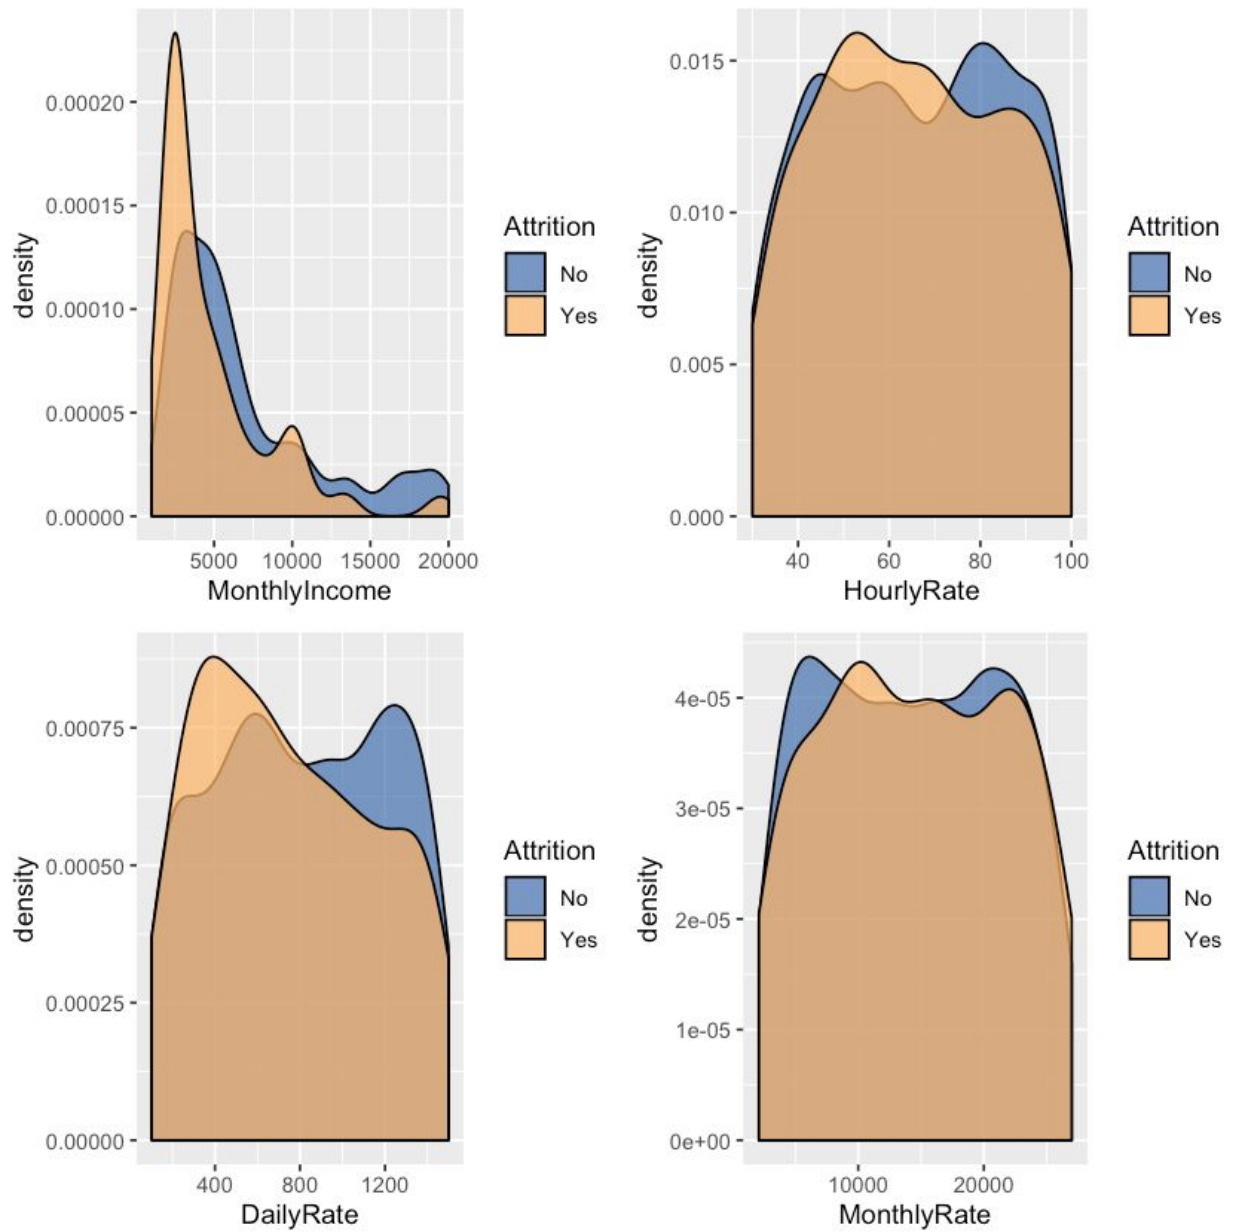 density
0.00020
0.00015
0.00010
0.00005
0.00000
5000 10000 15000 20000
MonthlyIncome
Attrition
No
Yes
density
0.015
0.010
0.005
0.000
40 60 80 100
HourlyRate
Attrition
No
Yes
density
0.00075
0.00050
0.00025
0.00000
400 800 1200
DailyRate
Attrition
No
Yes
density
4e-05
3e-05
2e-05
1e-05
0e+00
10000 20000
MonthlyRate
Attrition
No
Yes